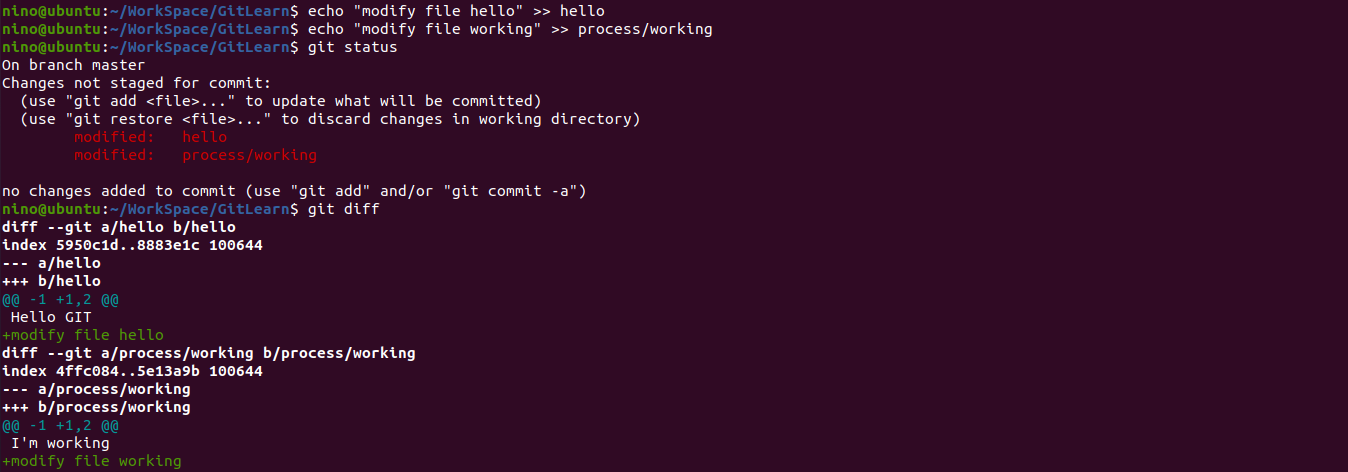 nino@ubuntu:~/WorkSpace/GitLearn$ echo "modify file hello" >> hello
nino@ubuntu:~/WorkSpace/GitLearn$ echo "modify file working" >> process/working
nino@ubuntu:~/WorkSpace/GitLearn$ git status
On branch master
Changes not staged for commit:
  (use "git add <file>..." to update what will be committed)
  (use "git restore <file>..." to discard changes in working directory)
        modified:   hello
        modified:   process/working

no changes added to commit (use "git add" and/or "git commit -a")
nino@ubuntu:~/WorkSpace/GitLearn$ git diff
diff --git a/hello b/hello
index 5950c1d..8883e1c 100644
--- a/hello
+++ b/hello
@@ -1 +1,2 @@
 Hello GIT
+modify file hello
diff --git a/process/working b/process/working
index 4ffc084..5e13a9b 100644
--- a/process/working
+++ b/process/working
@@ -1 +1,2 @@
 I'm working
+modify file working